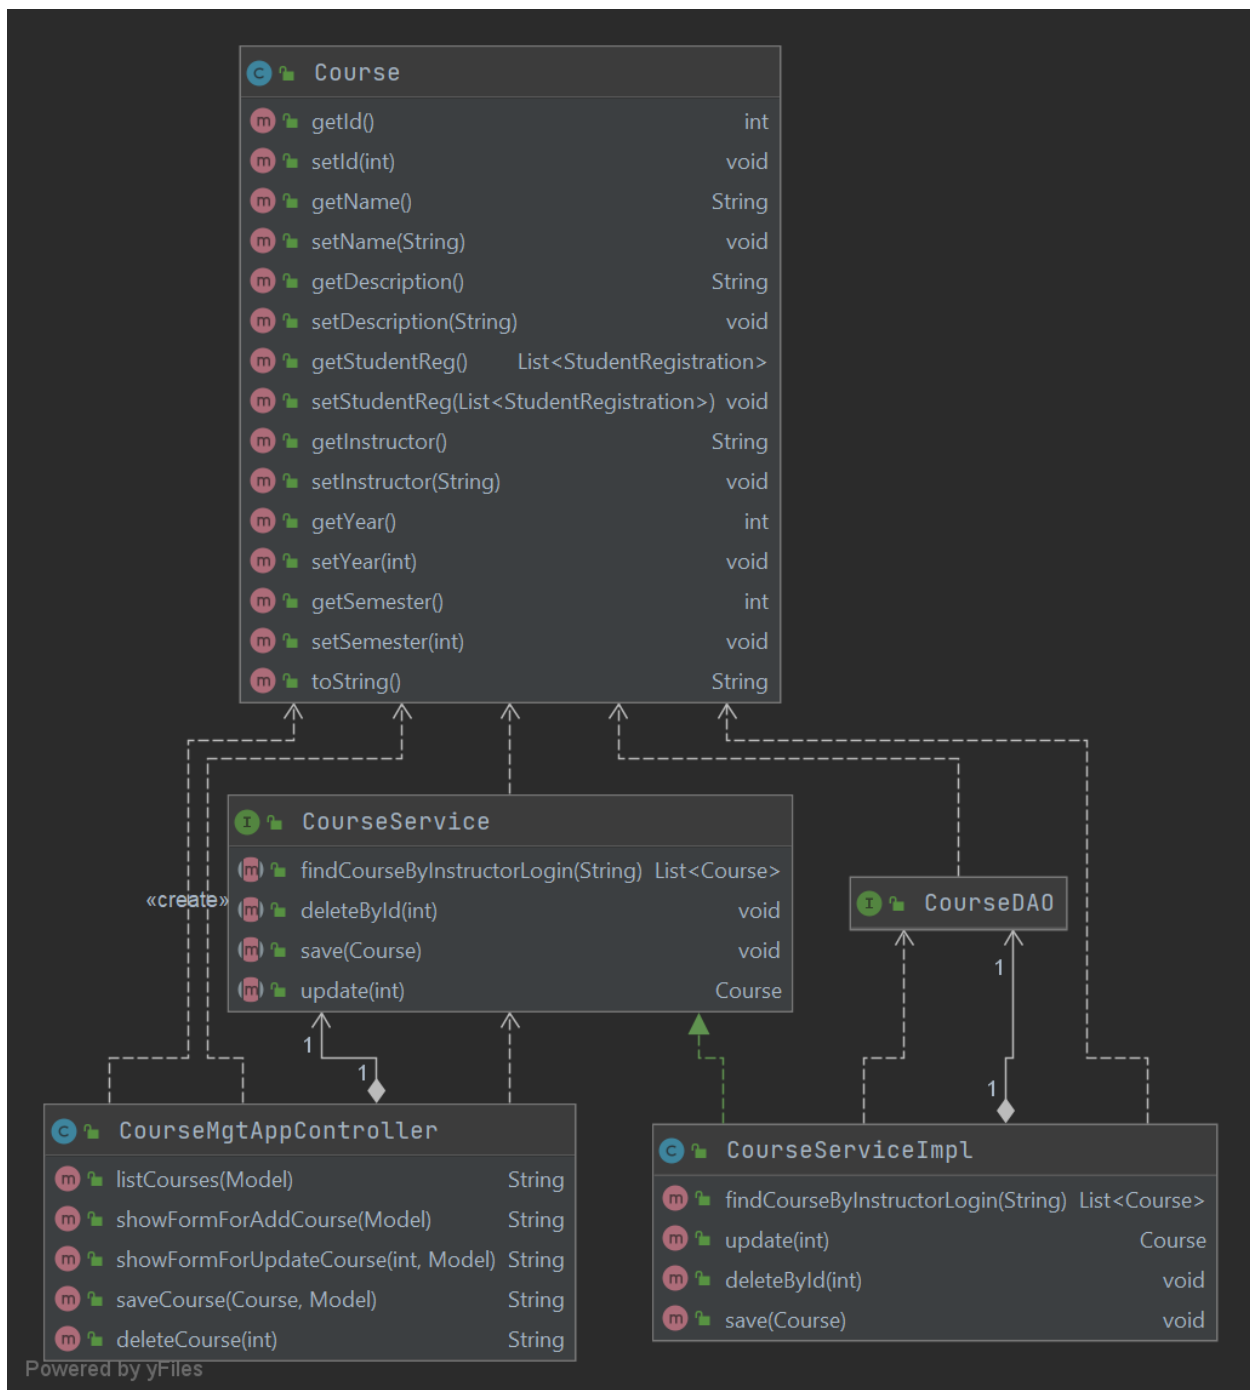 Course
getId() int
setId(int) void
getName() String
setName(String) void
getDescription() String
setDescription(String) void
getStudentReg() List<StudentRegistration>
setStudentReg(List<StudentRegistration>) void
getInstructor() String
setInstructor(String) void
getYear() int
setYear(int) void
getSemester() int
setSemester(int) void
toString() String
CourseService
findCourseByInstructorLogin(String) List<Course>
deleteById(int) void
save(Course) void
update(int) Course
«create»
CourseDAO
1
1
1
1
CourseMgtAppController
listCourses(Model) String
showFormForAddCourse(Model) String
showFormForUpdateCourse(int, Model) String
saveCourse(Course, Model) String
deleteCourse(int) String
CourseServiceImpl
findCourseByInstructorLogin(String) List<Course>
update(int) Course
deleteById(int) void
save(Course) void
Powered by yFiles